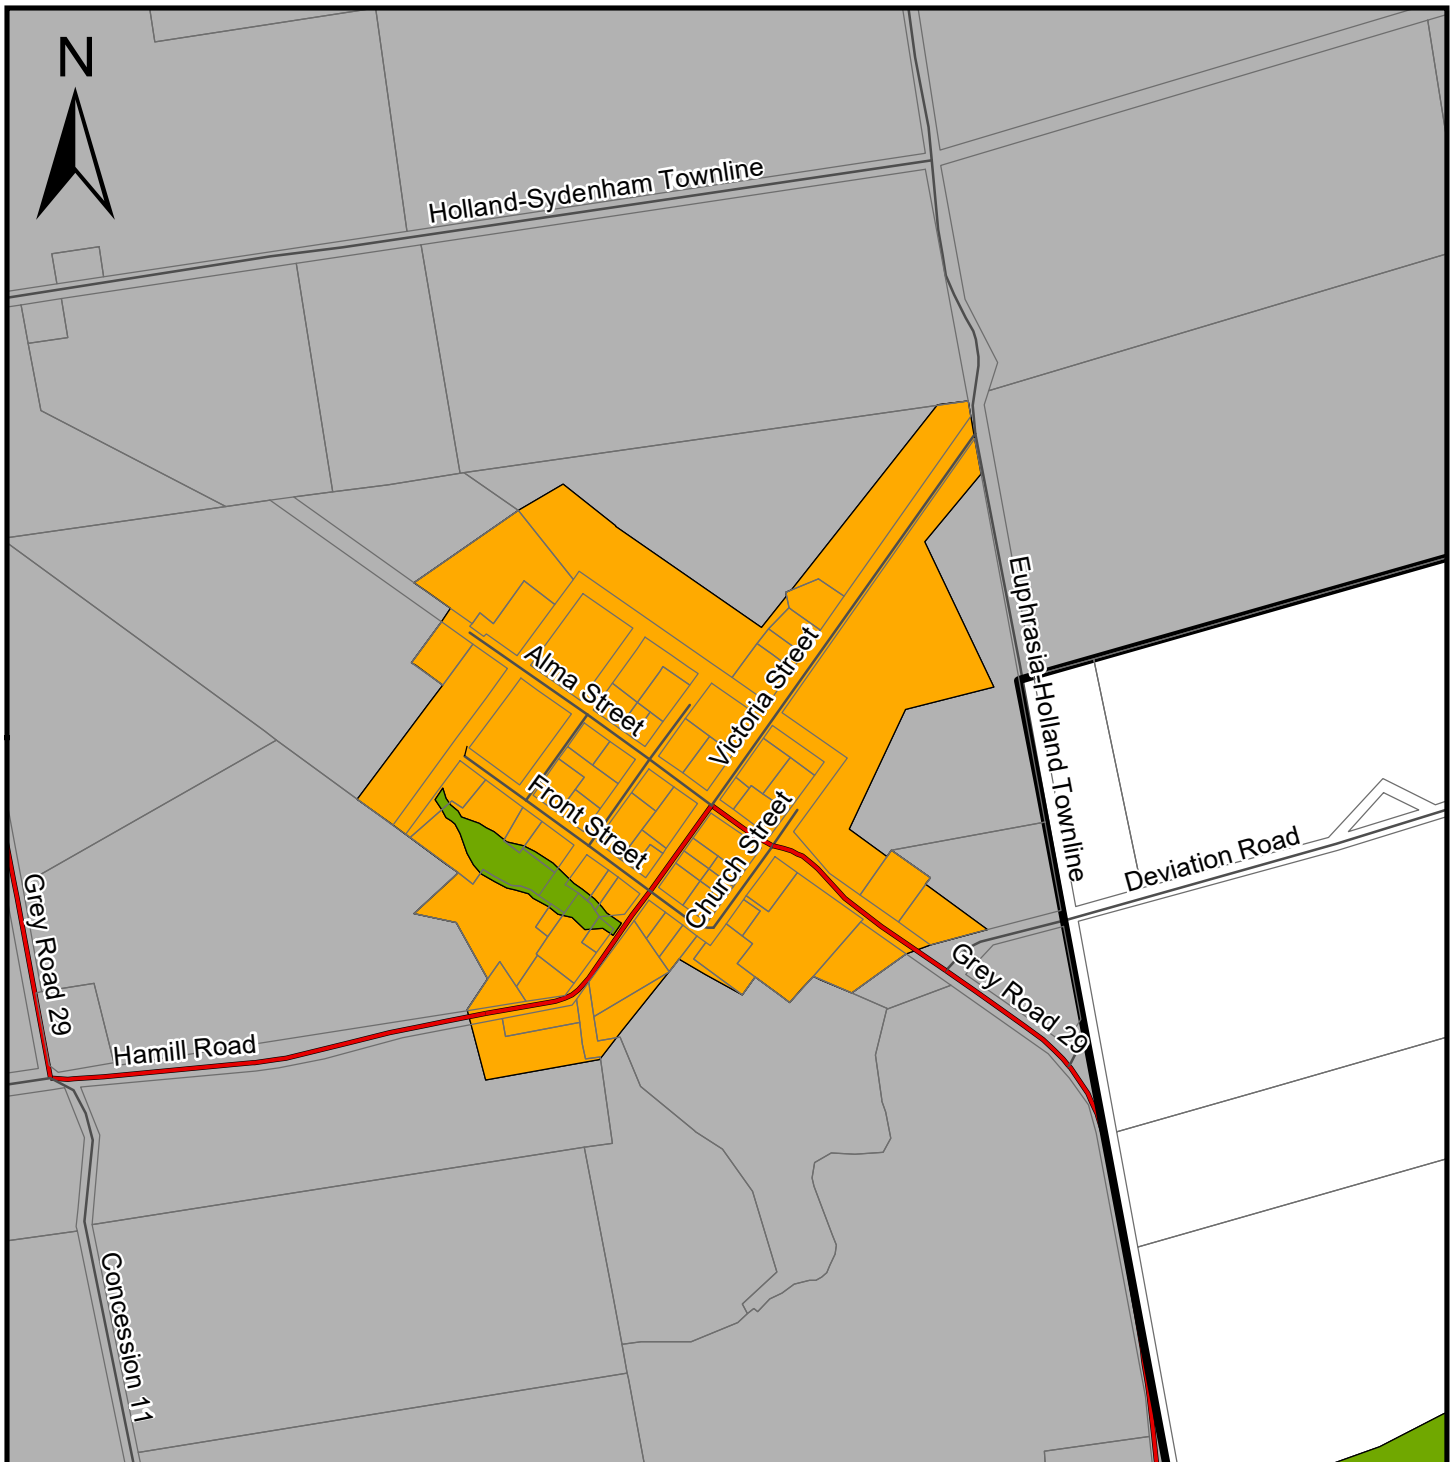 N
Holland-Sydenham Townline
Euphrasia-Holland Townline
Alma Street
Victoria Street
Front Street
Church Street
Deviation Road
Grey Road 29
Grey Road 29
Hamill Road
Concession 11